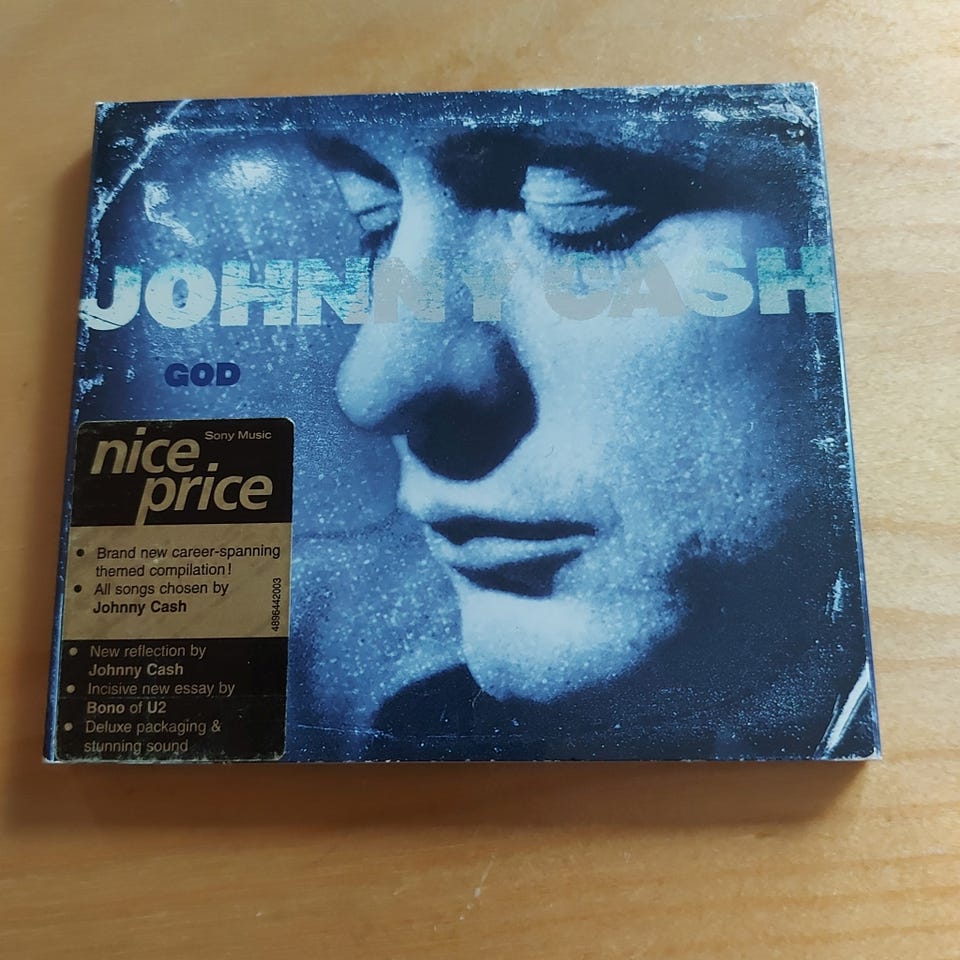 JOHNNY CASH
GOD
Sony Music
nice
price
• Brand new career-spanning
themed compilation!
• All songs chosen by
Johnny Cash
4896442003
• New reflection by
Johnny Cash
• Incisive new essay by
Bono of U2
• Deluxe packaging &
stunning sound